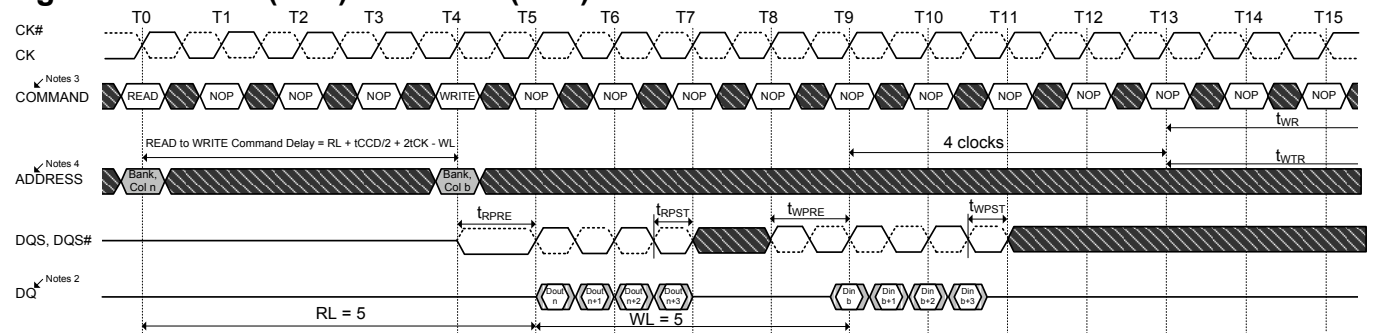 T0 T1 T2 T3 T4 T5 T6 T7 T8 T9 T10 T11 T12 T13 T14 T15
CK#
CK
Notes 3
COMMAND READ NOP NOP NOP WRITE NOP NOP NOP NOP NOP NOP NOP NOP NOP NOP NOP
tWR
READ to WRITE Command Delay = RL + tCCD/2 + 2tCK - WL
4 clocks
tWTR
Notes 4
ADDRESS
Bank, Col n
Bank, Col b
tRPRE tRPST tWPRE tWPST
DQS, DQS#
Notes 2
DQ
Dout n
Dout n+1
Dout n+2
Dout n+3
Din b
Din b+1
Din b+2
Din b+3
RL = 5 WL = 5